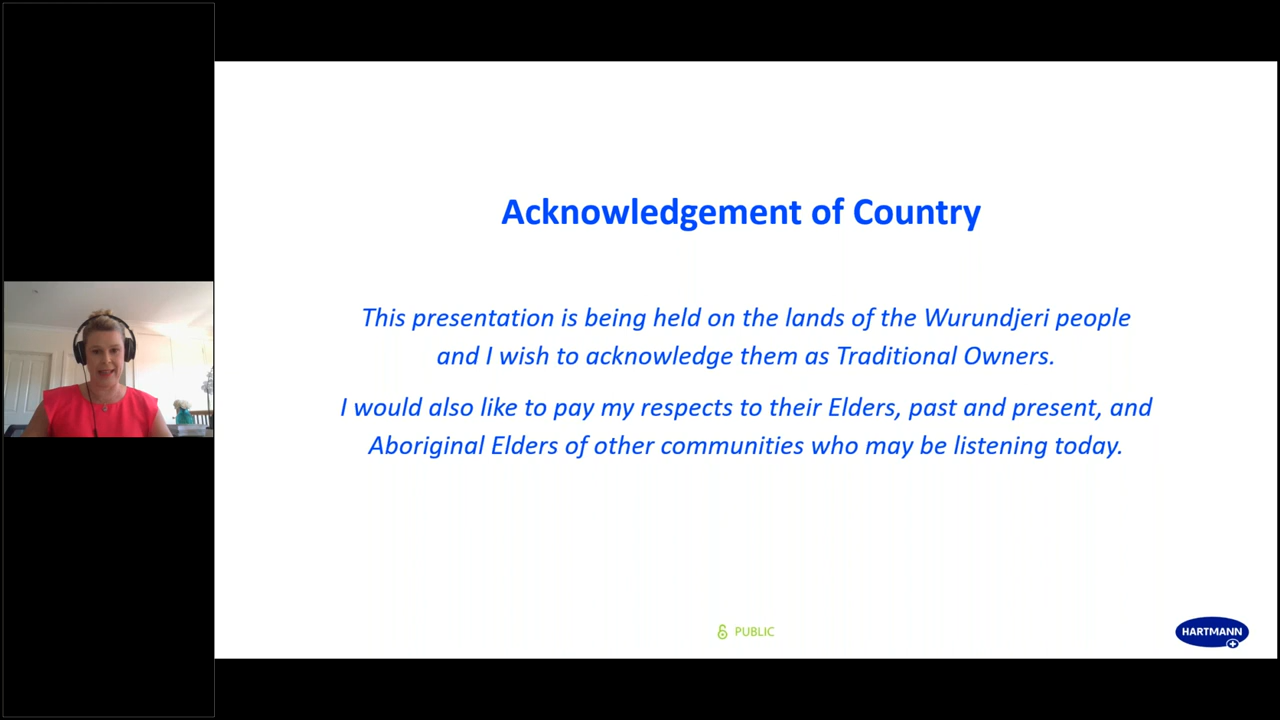 Acknowledgement of Country
This presentation is being held on the lands of the Wurundjeri people
and I wish to acknowledge them as Traditional Owners.
I would also like to pay my respects to their Elders, past and present, and
Aboriginal Elders of other communities who may be listening today.
PUBLIC
HARTMANN